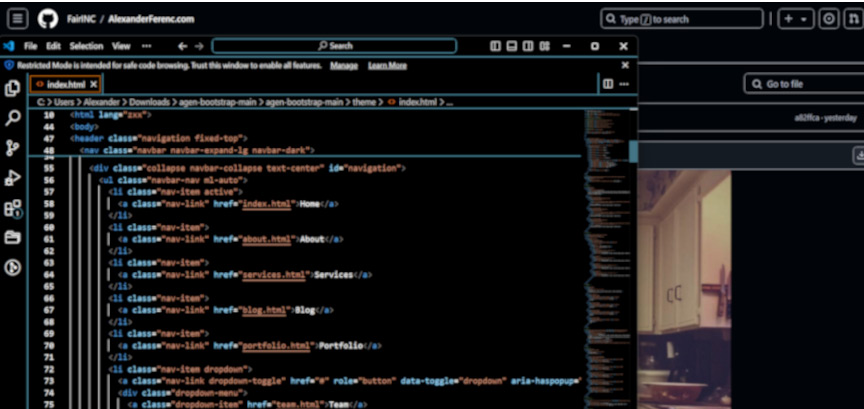 FairINC / AlexanderFerenc.com
Type / to search
File Edit Selection View ...
Search
Restricted Mode is intended for safe code browsing. Trust this window to enable all features. Manage Learn More
index.html
Go to file
C: > Users > Alexander > Downloads > agen-bootstrap-main > agen-bootstrap-main > theme > index.html > ...
a82ffca · yesterday
10 <html lang="zxx">
44 <body>
47 <header class="navigation fixed-top">
48 <nav class="navbar navbar-expand-lg navbar-dark">
54
55 <div class="collapse navbar-collapse text-center" id="navigation">
56 <ul class="navbar-nav ml-auto">
57 <li class="nav-item active">
58 <a class="nav-link" href="index.html">Home</a>
59 </li>
60 <li class="nav-item">
61 <a class="nav-link" href="about.html">About</a>
62 </li>
63 <li class="nav-item">
64 <a class="nav-link" href="services.html">Services</a>
65 </li>
66 <li class="nav-item">
67 <a class="nav-link" href="blog.html">Blog</a>
68 </li>
69 <li class="nav-item">
70 <a class="nav-link" href="portfolio.html">Portfolio</a>
71 </li>
72 <li class="nav-item dropdown">
73 <a class="nav-link dropdown-toggle" href="#" role="button" data-toggle="dropdown" aria-haspopup="
74 <div class="dropdown-menu">
75 <a class="dropdown-item" href="team.html">Team</a>